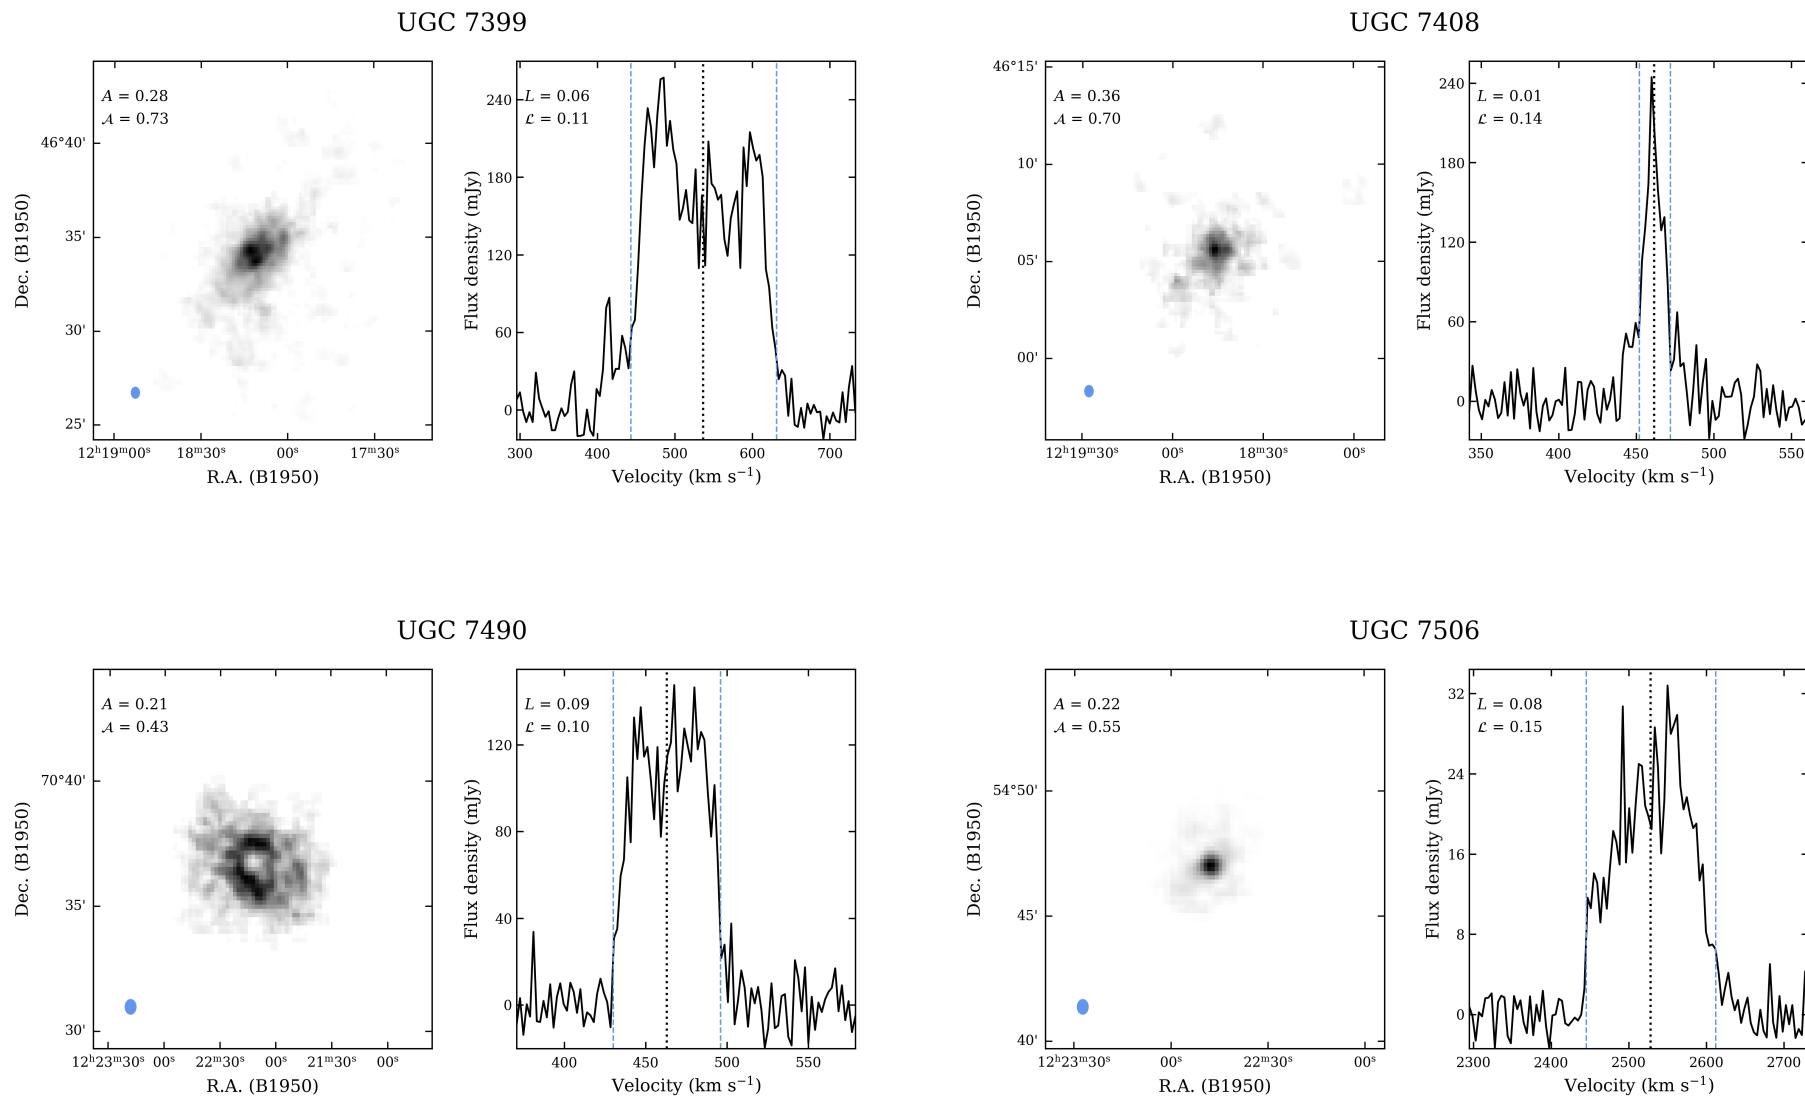 UGC 7399
A = 0.28
𝒜 = 0.73
46°40'
35'
30'
25'
12ʰ19ᵐ00ˢ 18ᵐ30ˢ 00ˢ 17ᵐ30ˢ
R.A. (B1950)
Dec. (B1950)
L = 0.06
ℒ = 0.11
240
180
120
60
0
300 400 500 600 700
Velocity (km s⁻¹)
Flux density (mJy)
UGC 7408
A = 0.36
𝒜 = 0.70
46°15'
10'
05'
00'
12ʰ19ᵐ30ˢ 00ˢ 18ᵐ30ˢ 00ˢ
R.A. (B1950)
Dec. (B1950)
L = 0.01
ℒ = 0.14
240
180
120
60
0
350 400 450 500 550
Velocity (km s⁻¹)
Flux density (mJy)
UGC 7490
A = 0.21
𝒜 = 0.43
70°40'
35'
30'
12ʰ23ᵐ30ˢ 00ˢ 22ᵐ30ˢ 00ˢ 21ᵐ30ˢ 00ˢ
R.A. (B1950)
Dec. (B1950)
L = 0.09
ℒ = 0.10
120
80
40
0
400 450 500 550
Velocity (km s⁻¹)
Flux density (mJy)
UGC 7506
A = 0.22
𝒜 = 0.55
54°50'
45'
40'
12ʰ23ᵐ30ˢ 00ˢ 22ᵐ30ˢ 00ˢ
R.A. (B1950)
Dec. (B1950)
L = 0.08
ℒ = 0.15
32
24
16
8
0
2300 2400 2500 2600 2700
Velocity (km s⁻¹)
Flux density (mJy)